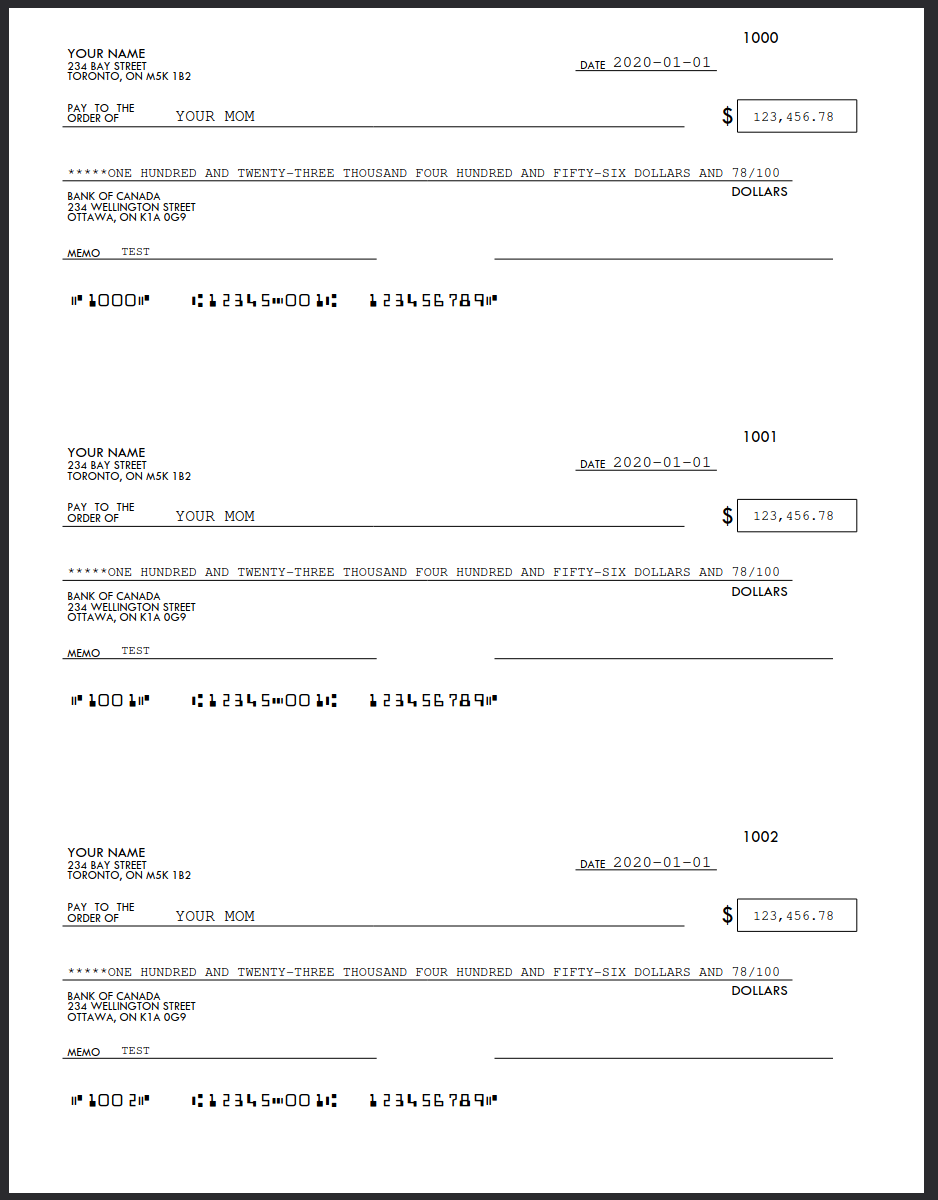 1000
YOUR NAME
234 BAY STREET
TORONTO, ON M5K 1B2
DATE 2020-01-01
PAY TO THE
ORDER OF YOUR MOM
$ 123,456.78
*****ONE HUNDRED AND TWENTY-THREE THOUSAND FOUR HUNDRED AND FIFTY-SIX DOLLARS AND 78/100
DOLLARS
BANK OF CANADA
234 WELLINGTON STREET
OTTAWA, ON K1A 0G9
MEMO TEST
⑈1000⑈ ⑆12345⑉001⑆ 123456789⑈
1001
YOUR NAME
234 BAY STREET
TORONTO, ON M5K 1B2
DATE 2020-01-01
PAY TO THE
ORDER OF YOUR MOM
$ 123,456.78
*****ONE HUNDRED AND TWENTY-THREE THOUSAND FOUR HUNDRED AND FIFTY-SIX DOLLARS AND 78/100
DOLLARS
BANK OF CANADA
234 WELLINGTON STREET
OTTAWA, ON K1A 0G9
MEMO TEST
⑈1001⑈ ⑆12345⑉001⑆ 123456789⑈
1002
YOUR NAME
234 BAY STREET
TORONTO, ON M5K 1B2
DATE 2020-01-01
PAY TO THE
ORDER OF YOUR MOM
$ 123,456.78
*****ONE HUNDRED AND TWENTY-THREE THOUSAND FOUR HUNDRED AND FIFTY-SIX DOLLARS AND 78/100
DOLLARS
BANK OF CANADA
234 WELLINGTON STREET
OTTAWA, ON K1A 0G9
MEMO TEST
⑈1002⑈ ⑆12345⑉001⑆ 123456789⑈